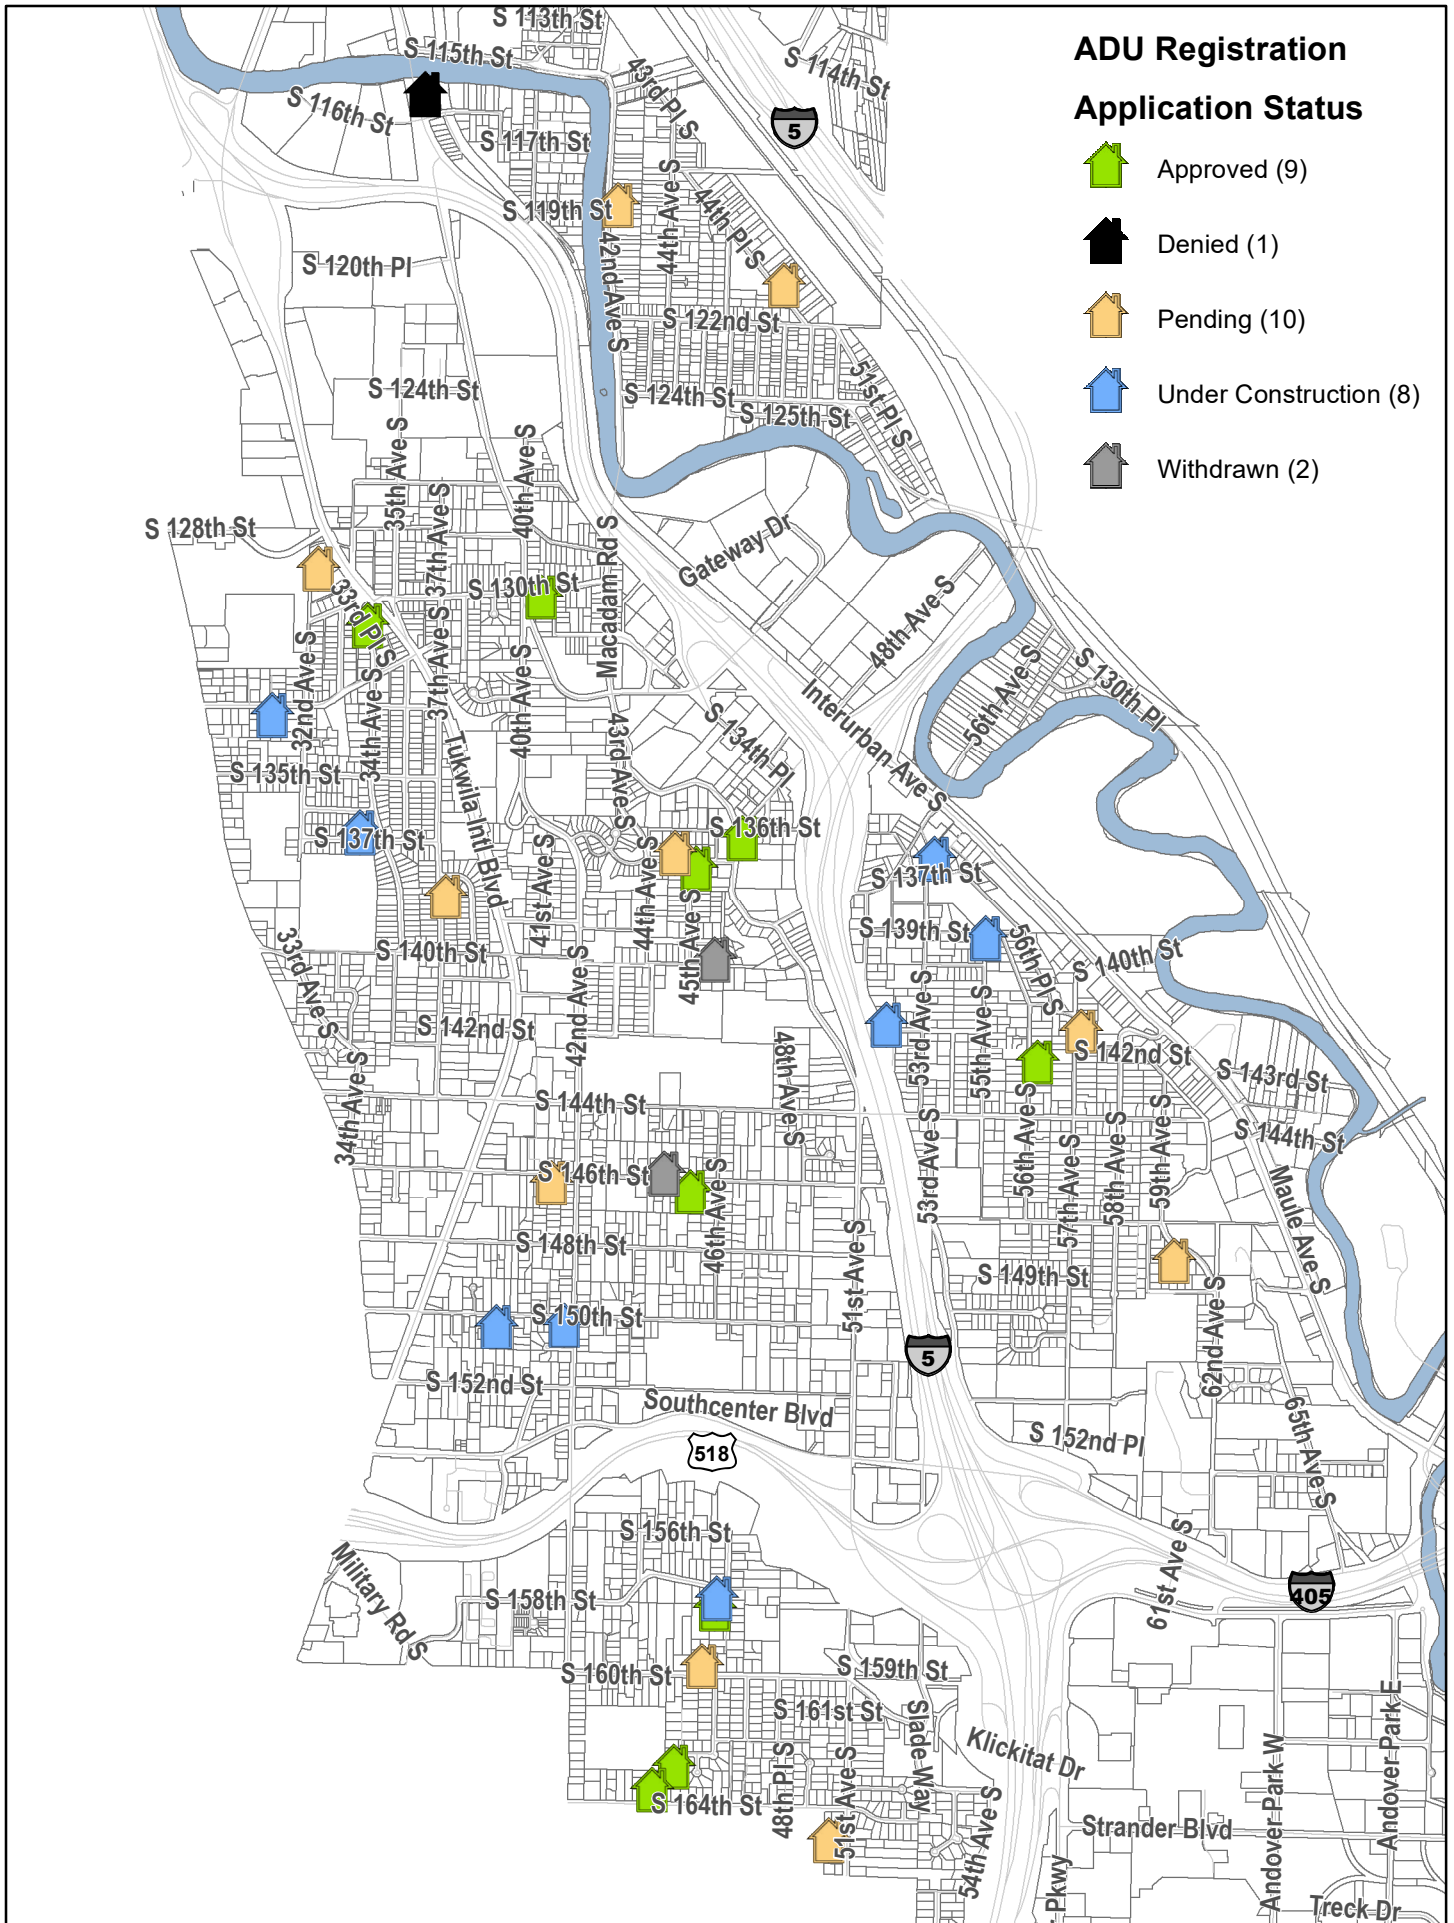 ADU Registration
Application Status
Approved (9)
Denied (1)
Pending (10)
Under Construction (8)
Withdrawn (2)
S 113th St
S 115th St
S 114th St
43rd Pl S
S 116th St
5
S 117th St
44th Ave S
44th Pl S
S 119th St
42nd Ave S
S 120th Pl
S 122nd St
S 124th St
S 124th St
S 125th St
51st Pl S
35th Ave S
40th Ave S
37th Ave S
S 128th St
Macadam Rd S
Gateway Dr
S 130th St
33rd Pl S
48th Ave S
32nd Ave S
37th Ave S
34th Ave S
40th Ave S
56th Ave S
S 130th Pl
Interurban Ave S
S 134th Pl
43rd Ave S
S 135th St
Tukwila Intl Blvd
S 137th St
S 136th St
41st Ave S
44th Ave S
45th Ave S
S 137th St
S 139th St
56th Pl S
S 140th St
S 140th St
33rd Ave S
42nd Ave S
S 142nd St
53rd Ave S
55th Ave S
S 142nd St
48th Ave S
S 143rd St
34th Ave S
S 144th St
S 144th St
53rd Ave S
56th Ave S
57th Ave S
58th Ave S
59th Ave S
S 146th St
46th Ave S
Maule Ave S
S 148th St
51st Ave S
S 149th St
62nd Ave S
S 150th St
5
S 152nd St
Southcenter Blvd
65th Ave S
S 152nd Pl
518
S 156th St
61st Ave S
Military Rd S
S 158th St
405
S 160th St
S 159th St
S 161st St
Slade Way
Klickitat Dr
48th Pl S
51st Ave S
S 164th St
54th Ave S
Andover Park W
Andover Park E
Strander Blvd
Pkwy
Treck Dr